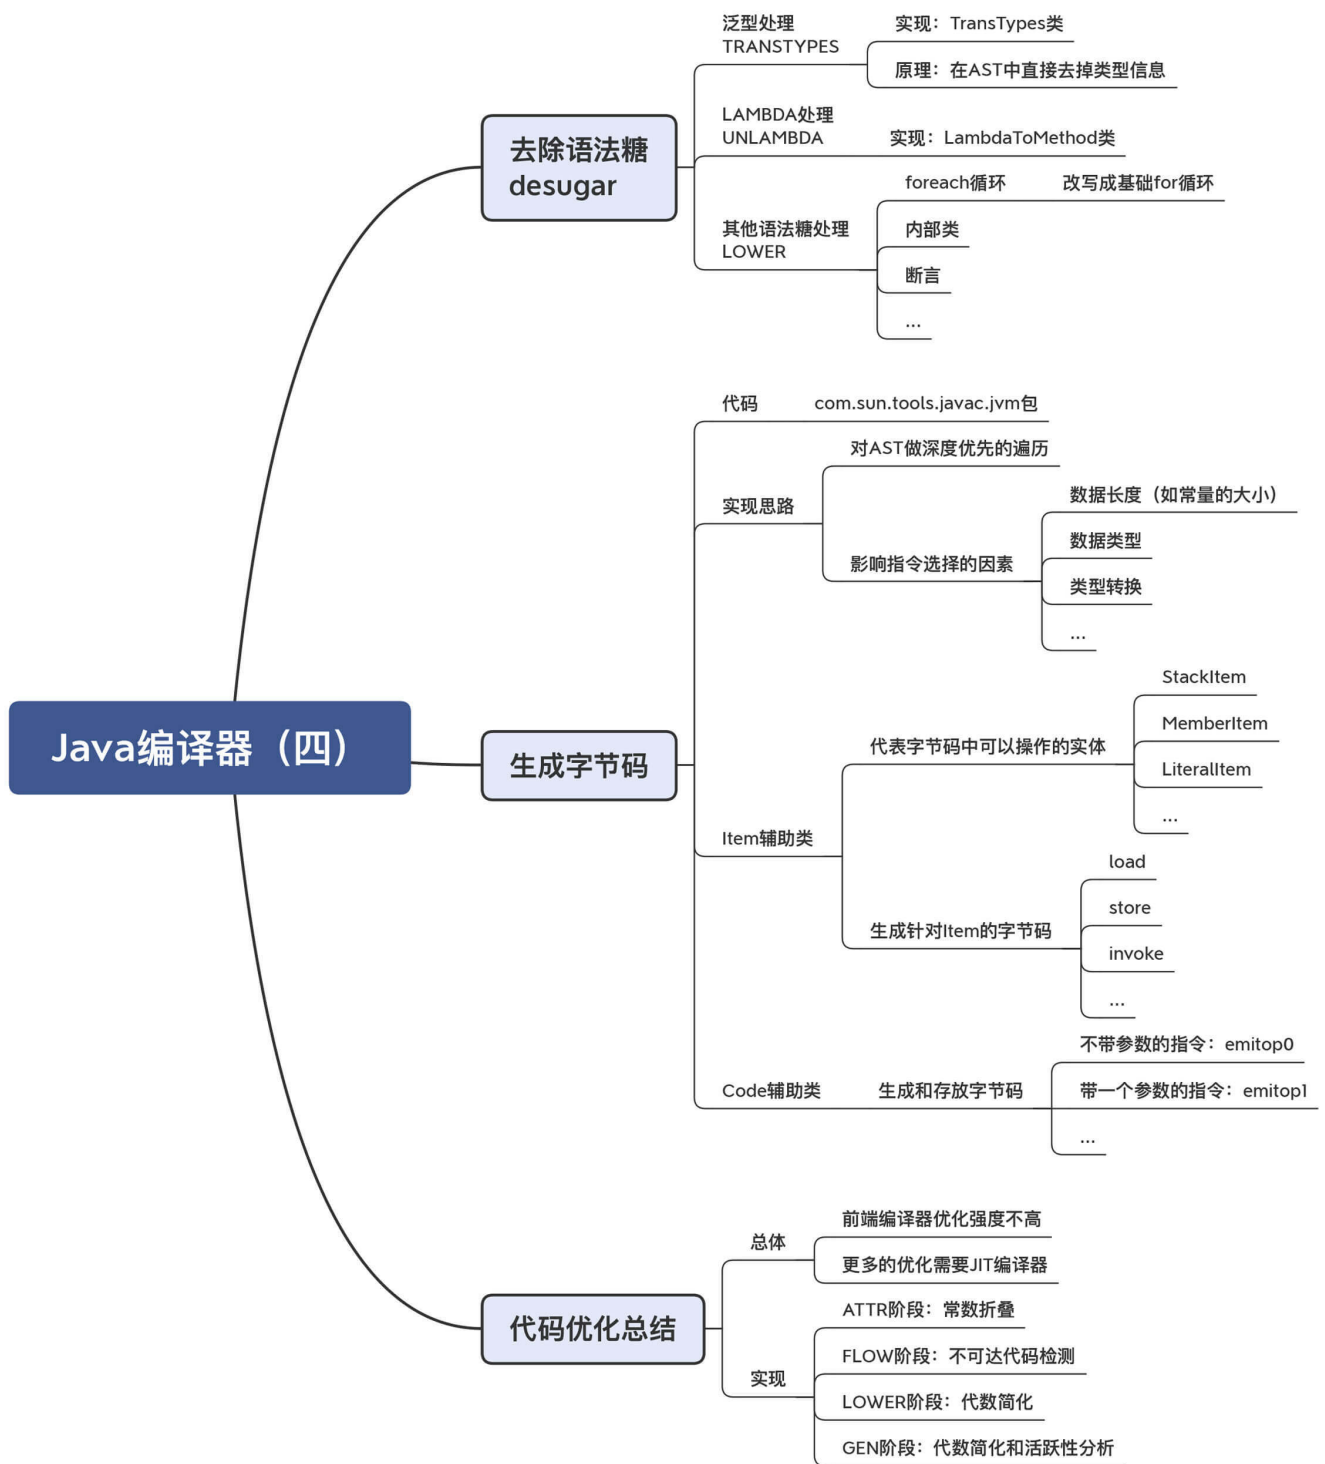 泛型处理
TRANSTYPES
实现：TransTypes类
原理：在AST中直接去掉类型信息
LAMBDA处理
UNLAMBDA
实现：LambdaToMethod类
去除语法糖
desugar
foreach循环
改写成基础for循环
其他语法糖处理
LOWER
内部类
断言
...
代码
com.sun.tools.javac.jvm包
对AST做深度优先的遍历
实现思路
数据长度（如常量的大小）
数据类型
影响指令选择的因素
类型转换
...
Java编译器（四）
生成字节码
StackItem
MemberItem
代表字节码中可以操作的实体
LiteralItem
...
Item辅助类
load
store
生成针对Item的字节码
invoke
...
不带参数的指令：emitop0
Code辅助类
生成和存放字节码
带一个参数的指令：emitop1
...
前端编译器优化强度不高
总体
更多的优化需要JIT编译器
代码优化总结
ATTR阶段：常数折叠
FLOW阶段：不可达代码检测
实现
LOWER阶段：代数简化
GEN阶段：代数简化和活跃性分析